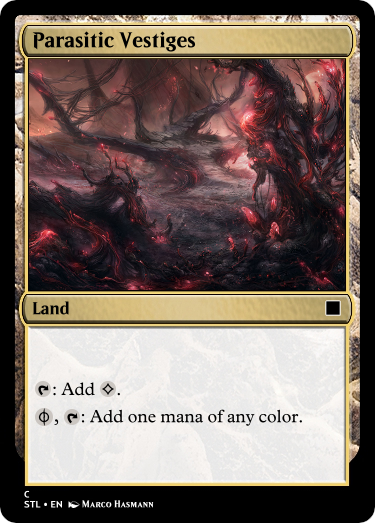 Parasitic Vestiges
Land
: Add .
, : Add one mana of any color.
C
STL • EN Marco Hasmann